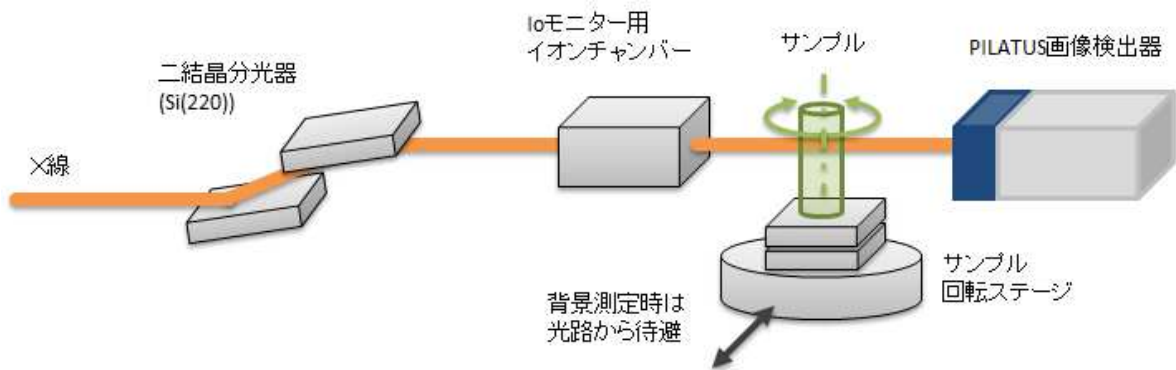 X線
二結晶分光器
(Si(220))
Ioモニター用
イオンチャンバー
サンプル
PILATUS画像検出器
サンプル
回転ステージ
背景測定時は
光路から待避